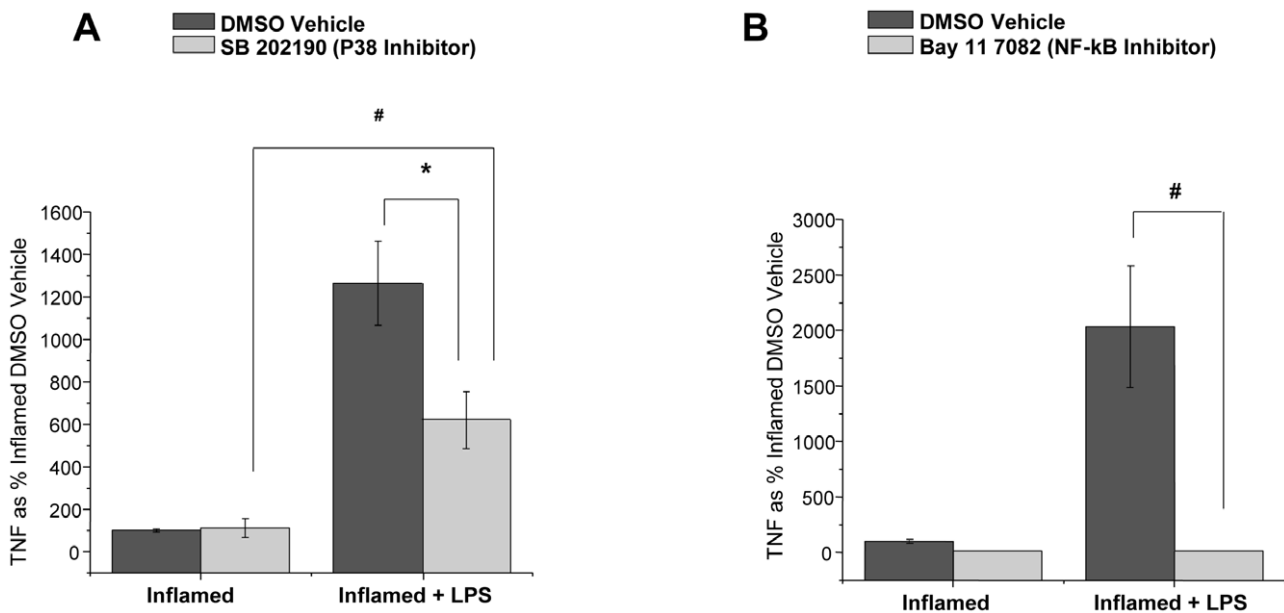 A
DMSO Vehicle
SB 202190 (P38 Inhibitor)
#
*
TNF as % Inflamed DMSO Vehicle
1600
1400
1200
1000
800
600
400
200
0
Inflamed
Inflamed + LPS
B
DMSO Vehicle
Bay 11 7082 (NF-kB Inhibitor)
#
TNF as % Inflamed DMSO Vehicle
3000
2500
2000
1500
1000
500
0
Inflamed
Inflamed + LPS